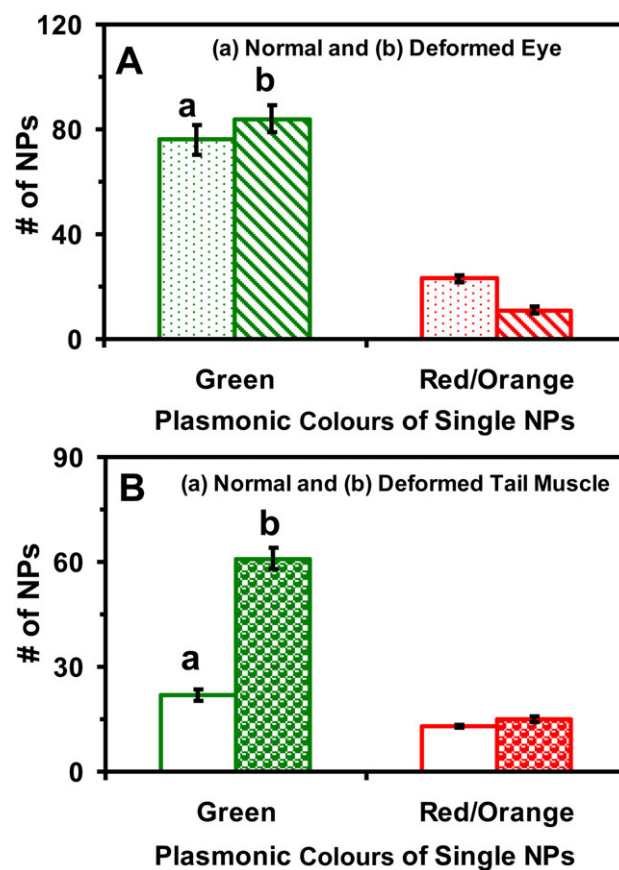 A
(a) Normal and (b) Deformed Eye
120
80
40
0
# of NPs
a
b
Green
Red/Orange
Plasmonic Colours of Single NPs
B
(a) Normal and (b) Deformed Tail Muscle
90
60
30
0
# of NPs
a
b
Green
Red/Orange
Plasmonic Colours of Single NPs